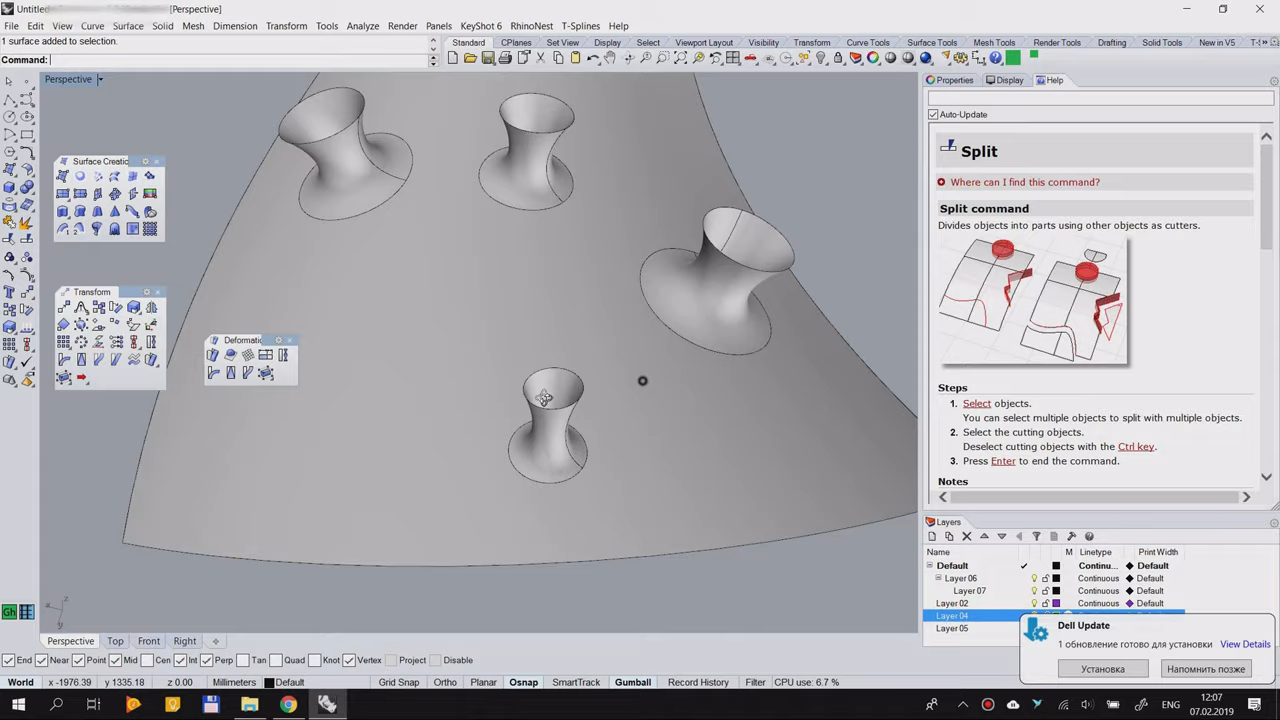 Untitled
[Perspective]
File Edit View Curve Surface Solid Mesh Dimension Transform Tools Analyze Render Panels KeyShot 6 RhinoNest T-Splines Help
1 surface added to selection.
Command:
Standard CPlanes Set View Display Select Viewport Layout Visibility Transform Curve Tools Surface Tools Mesh Tools Render Tools Drafting Solid Tools New in V5
Perspective
Properties Display Help
Auto-Update
Split
Where can I find this command?
Split command
Divides objects into parts using other objects as cutters.
Surface Creatic
Transform
Deformatic
Steps
1. Select objects.
You can select multiple objects to split with multiple objects.
2. Select the cutting objects.
Deselect cutting objects with the Ctrl key.
3. Press Enter to end the command.
Notes
Layers
Name M Linetype Print Width
Default Continu... Default
Layer 06 Continuous Default
Layer 07 Continuous Default
Layer 02 Continuous Default
Layer 04
Layer 05
Dell Update
1 обновление готово для установки View Details
Установка Напомнить позже
z
x
y
Gh
Perspective Top Front Right
End Near Point Mid Cen Int Perp Tan Quad Knot Vertex Project Disable
World x -1976.39 y 1335.18 z 0.00 Millimeters Default Grid Snap Ortho Planar Osnap SmartTrack Gumball Record History Filter CPU use: 6.7 %
ENG
12:07
07.02.2019